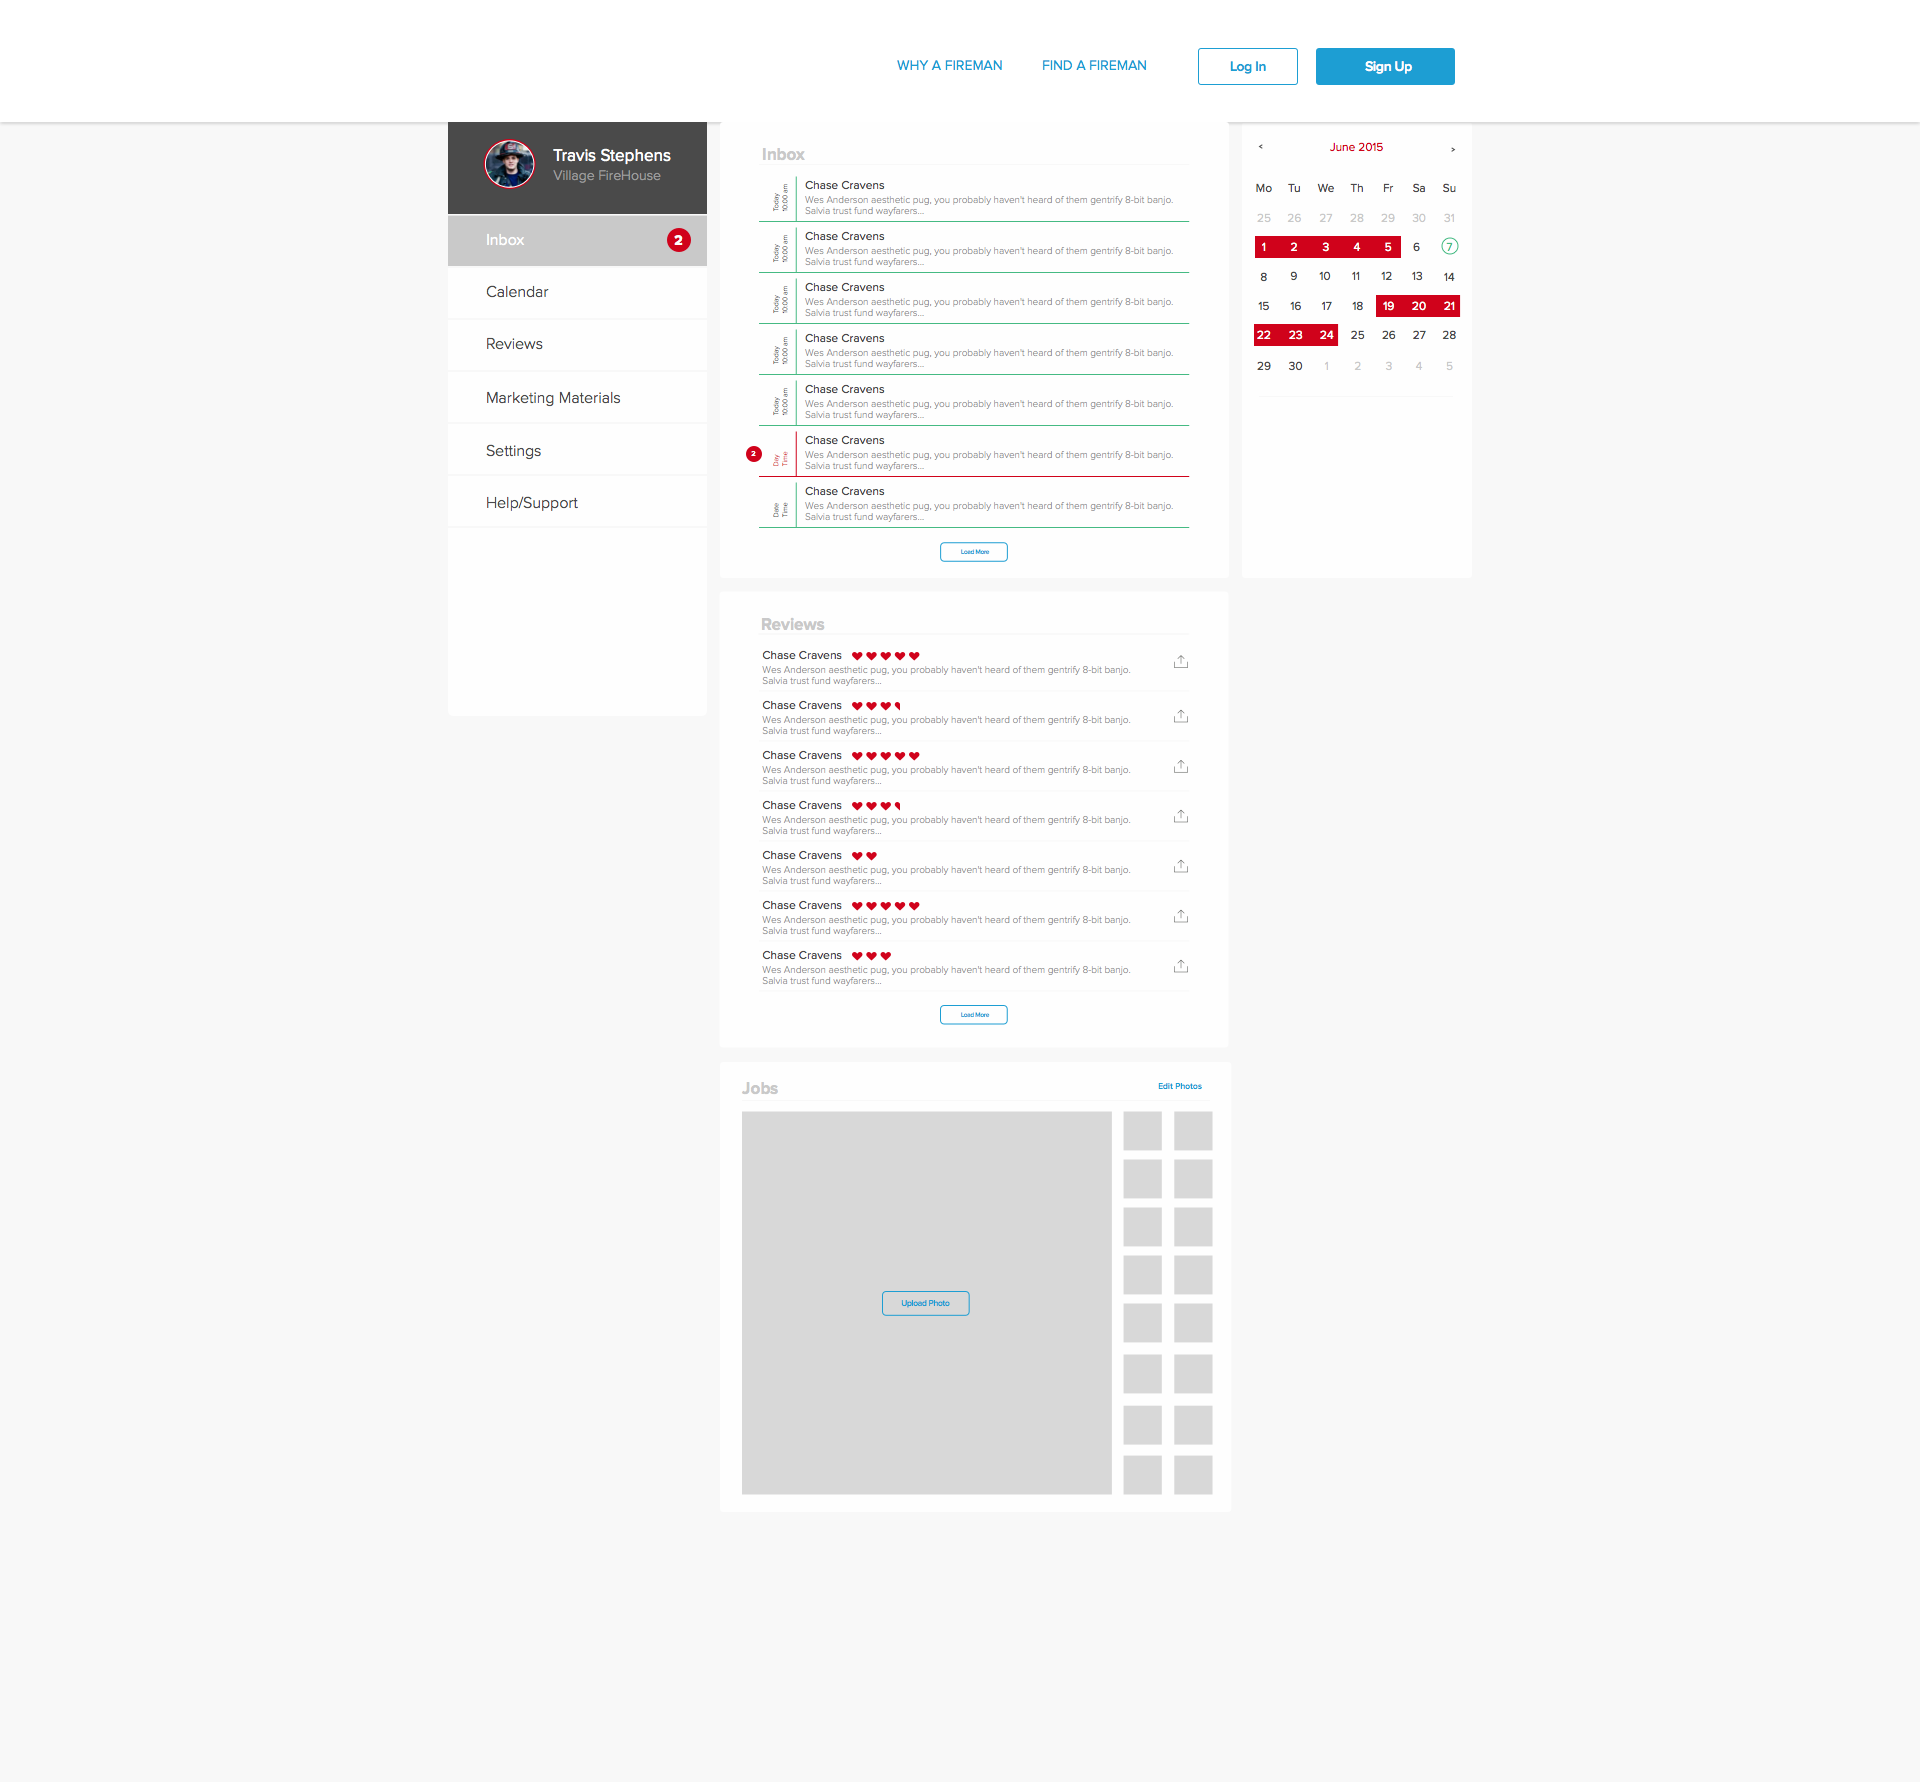 WHY A FIREMAN
FIND A FIREMAN
Log In
Sign Up
Travis Stephens
Village FireHouse
Inbox
2
Calendar
Reviews
Marketing Materials
Settings
Help/Support
Inbox
Today
10:00 am
Chase Cravens
Wes Anderson aesthetic pug, you probably haven't heard of them gentrify 8-bit banjo.
Salvia trust fund wayfarers...
Today
10:00 am
Chase Cravens
Wes Anderson aesthetic pug, you probably haven't heard of them gentrify 8-bit banjo.
Salvia trust fund wayfarers...
Today
10:00 am
Chase Cravens
Wes Anderson aesthetic pug, you probably haven't heard of them gentrify 8-bit banjo.
Salvia trust fund wayfarers...
Today
10:00 am
Chase Cravens
Wes Anderson aesthetic pug, you probably haven't heard of them gentrify 8-bit banjo.
Salvia trust fund wayfarers...
Today
10:00 am
Chase Cravens
Wes Anderson aesthetic pug, you probably haven't heard of them gentrify 8-bit banjo.
Salvia trust fund wayfarers...
2
Day
Time
Chase Cravens
Wes Anderson aesthetic pug, you probably haven't heard of them gentrify 8-bit banjo.
Salvia trust fund wayfarers...
Date
Time
Chase Cravens
Wes Anderson aesthetic pug, you probably haven't heard of them gentrify 8-bit banjo.
Salvia trust fund wayfarers...
Load More
< June 2015 >
Mo Tu We Th Fr Sa Su
25 26 27 28 29 30 31
1 2 3 4 5 6 7
8 9 10 11 12 13 14
15 16 17 18 19 20 21
22 23 24 25 26 27 28
29 30 1 2 3 4 5
Reviews
Chase Cravens
Wes Anderson aesthetic pug, you probably haven't heard of them gentrify 8-bit banjo.
Salvia trust fund wayfarers...
Chase Cravens
Wes Anderson aesthetic pug, you probably haven't heard of them gentrify 8-bit banjo.
Salvia trust fund wayfarers...
Chase Cravens
Wes Anderson aesthetic pug, you probably haven't heard of them gentrify 8-bit banjo.
Salvia trust fund wayfarers...
Chase Cravens
Wes Anderson aesthetic pug, you probably haven't heard of them gentrify 8-bit banjo.
Salvia trust fund wayfarers...
Chase Cravens
Wes Anderson aesthetic pug, you probably haven't heard of them gentrify 8-bit banjo.
Salvia trust fund wayfarers...
Chase Cravens
Wes Anderson aesthetic pug, you probably haven't heard of them gentrify 8-bit banjo.
Salvia trust fund wayfarers...
Chase Cravens
Wes Anderson aesthetic pug, you probably haven't heard of them gentrify 8-bit banjo.
Salvia trust fund wayfarers...
Load More
Jobs
Edit Photos
Upload Photo